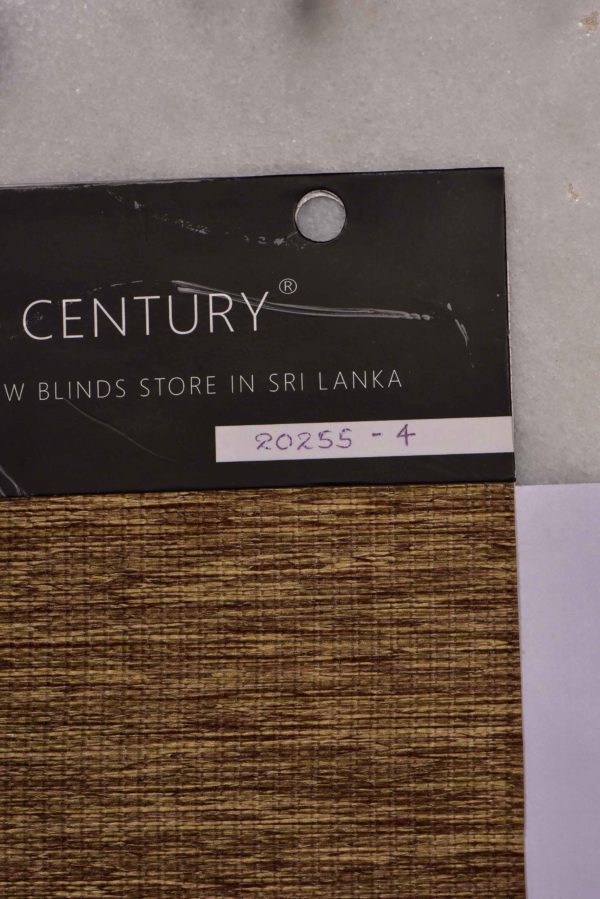 CENTURY®
W BLINDS STORE IN SRI LANKA
20255 - 4